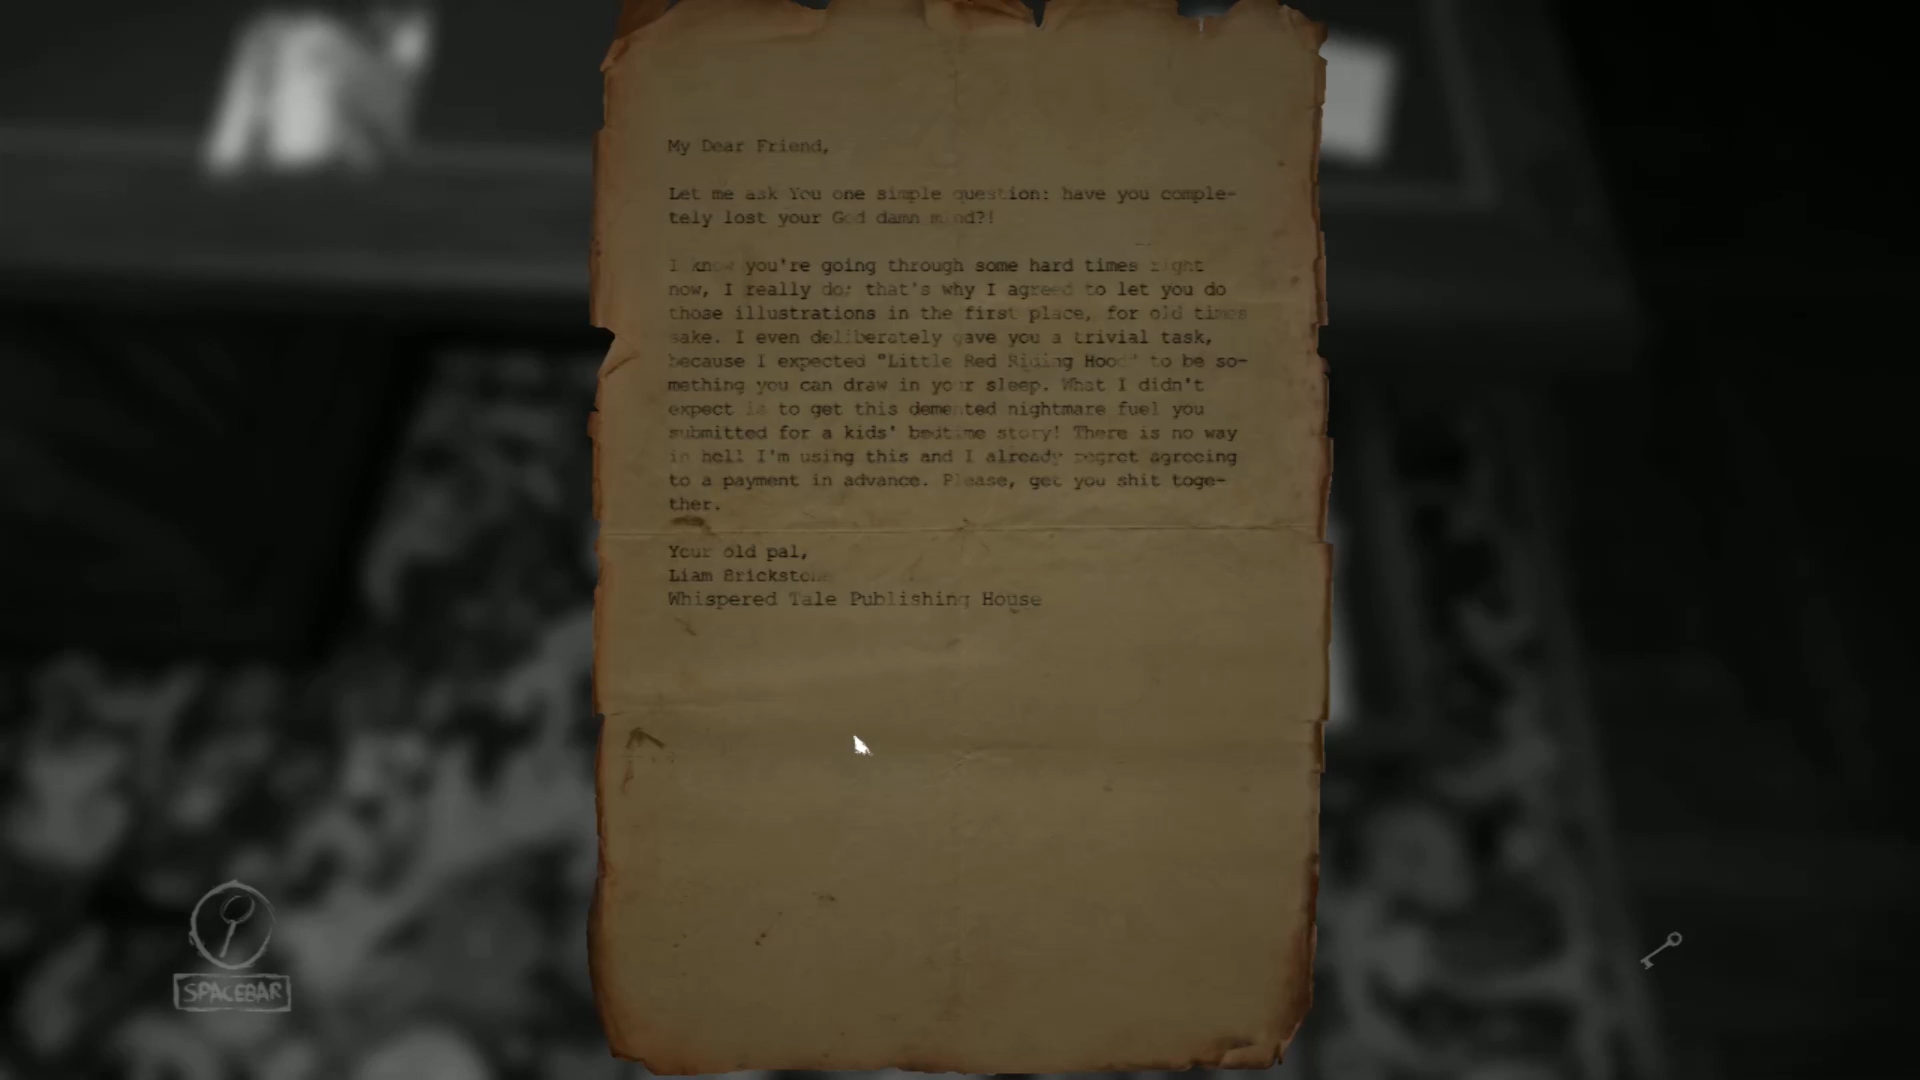 My Dear Friend,
Let me ask You one simple question: have you comple-
tely lost your God damn mind?!
I know you're going through some hard times right
now, I really do; that's why I agreed to let you do
those illustrations in the first place, for old times
sake. I even deliberately gave you a trivial task,
because I expected "Little Red Riding Hood" to be so-
mething you can draw in your sleep. What I didn't
expect is to get this demented nightmare fuel you
submitted for a kids' bedtime story! There is no way
in hell I'm using this and I already regret agreeing
to a payment in advance. Please, get you shit toge-
ther.
Your old pal,
Liam Brickstone
Whispered Tale Publishing House
SPACEBAR